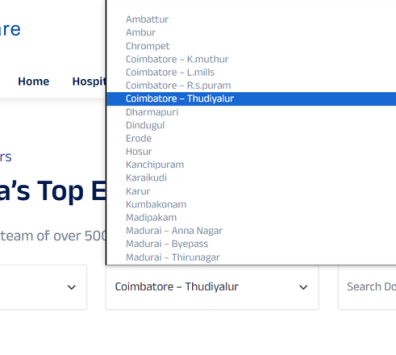 re
Ambattur
Ambur
Chrompet
Coimbatore – K.muthur
Coimbatore – L.mills
Coimbatore – R.s.puram
Coimbatore – Thudiyalur
Dharmapuri
Dindugul
Erode
Hosur
Kanchipuram
Karaikudi
Karur
Kumbakonam
Madipakam
Madurai – Anna Nagar
Madurai – Byepass
Madurai – Thirunagar
Home Hospit
rs
a's Top E
team of over 500
Coimbatore – Thudiyalur
Search Do